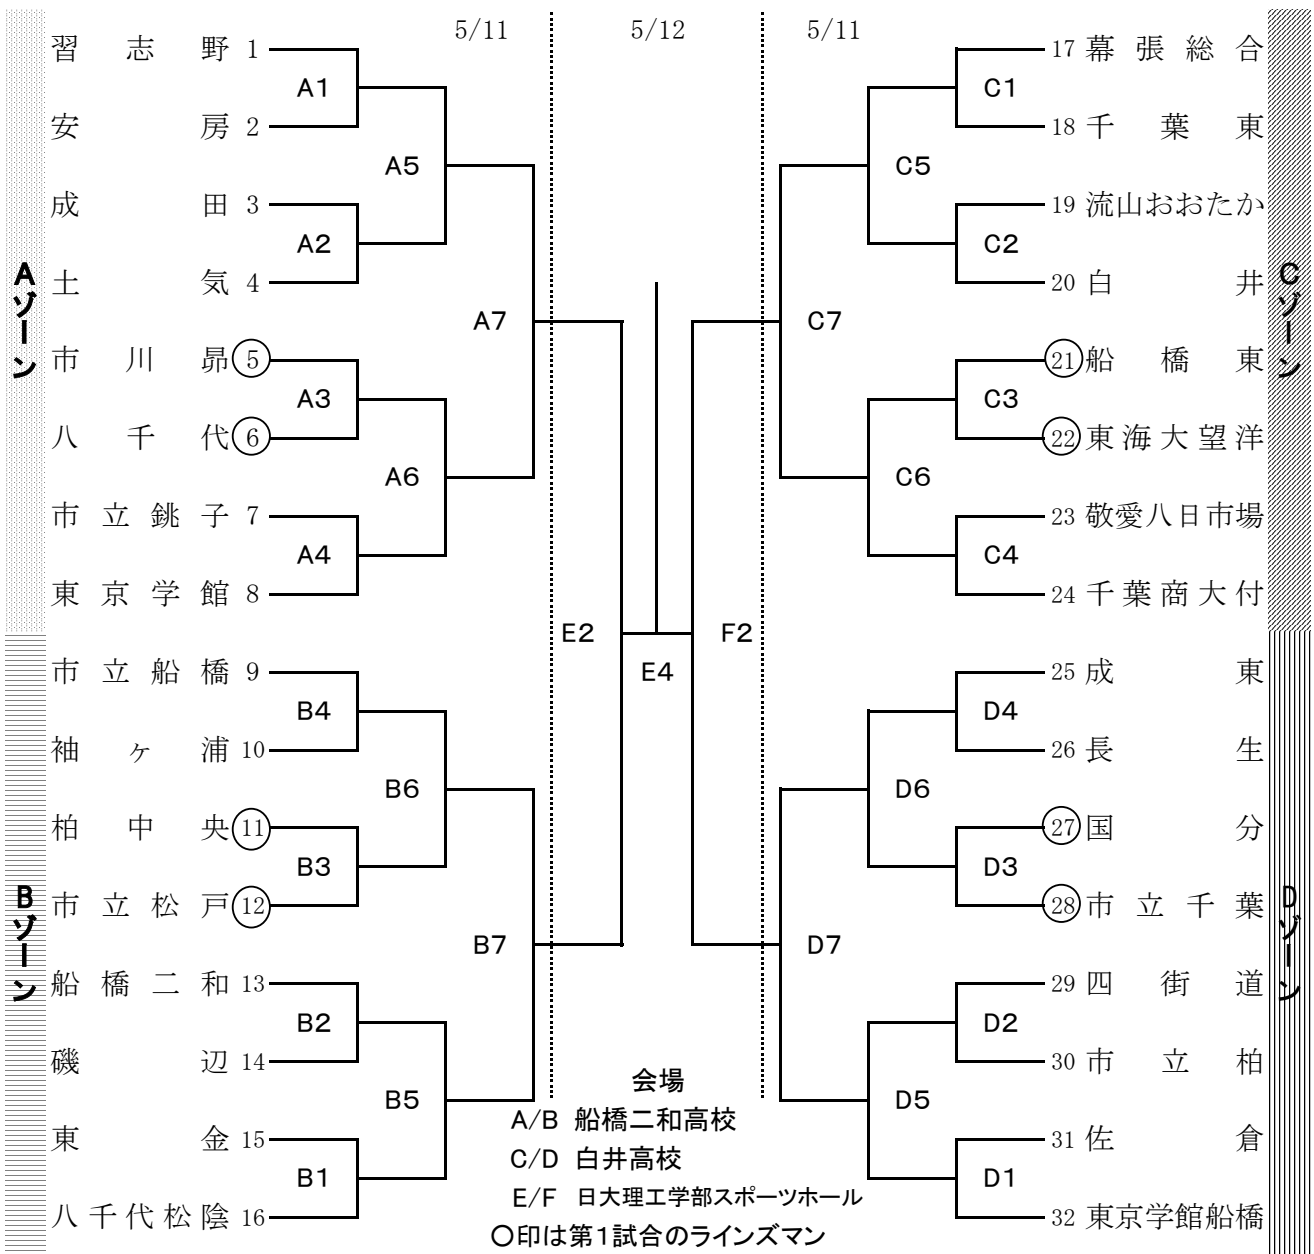 5/11 5/12 5/11
Aゾーン
習志野 1
安房 2
成田 3
土気 4
市川昴 ⑤
八千代 ⑥
市立銚子 7
東京学館 8
A1
A2
A3
A4
A5
A6
A7
Bゾーン
市立船橋 9
袖ヶ浦 10
柏中央 ⑪
市立松戸 ⑫
船橋二和 13
磯辺 14
東金 15
八千代松陰 16
B4
B3
B2
B1
B6
B5
B7
E2
E4
F2
Cゾーン
17 幕張総合
18 千葉東
19 流山おおたか
20 白井
㉑ 船橋東
㉒ 東海大望洋
23 敬愛八日市場
24 千葉商大付
C1
C2
C3
C4
C5
C6
C7
Dゾーン
25 成東
26 長生
㉗ 国分
㉘ 市立千葉
29 四街道
30 市立柏
31 佐倉
32 東京学館船橋
D4
D3
D2
D1
D6
D5
D7
会場
A/B 船橋二和高校
C/D 白井高校
E/F 日大理工学部スポーツホール
○印は第1試合のラインズマン